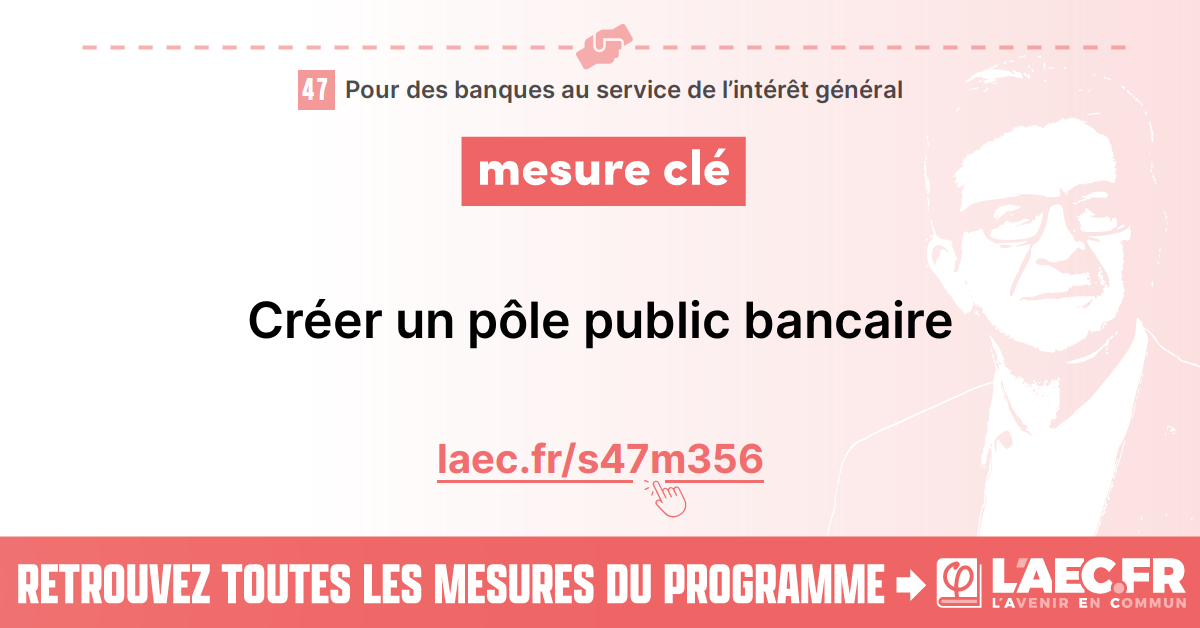 47 Pour des banques au service de l'intérêt général
mesure clé
Créer un pôle public bancaire
laec.fr/s47m356
RETROUVEZ TOUTES LES MESURES DU PROGRAMME
φ L'AEC.FR
L'AVENIR EN COMMUN